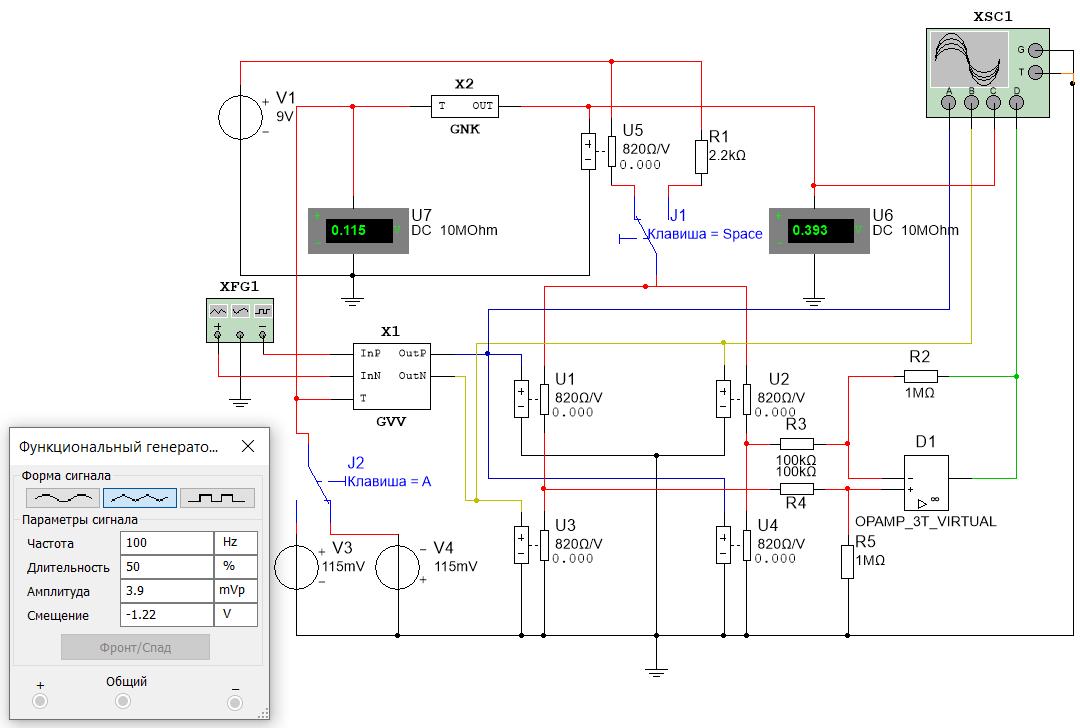 XSC1
G
T
A B C D
V1
9V
X2
T OUT
GNK
U5
820Ω/V
0.000
R1
2.2kΩ
U7
0.115
DC 10MOhm
J1
Клавиша = Space
U6
0.393
DC 10MOhm
XFG1
X1
InP OutP
InN OutN
T
GVV
U1
820Ω/V
0.000
U2
820Ω/V
0.000
R2
1MΩ
R3
100kΩ
100kΩ
R4
D1
OPAMP_3T_VIRTUAL
R5
1MΩ
J2
Клавиша = A
V3
115mV
V4
115mV
U3
820Ω/V
0.000
U4
820Ω/V
0.000
Функциональный генерато...
Форма сигнала
Параметры сигнала
Частота 100 Hz
Длительность 50 %
Амплитуда 3.9 mVp
Смещение -1.22 V
Фронт/Спад
+ Общий −